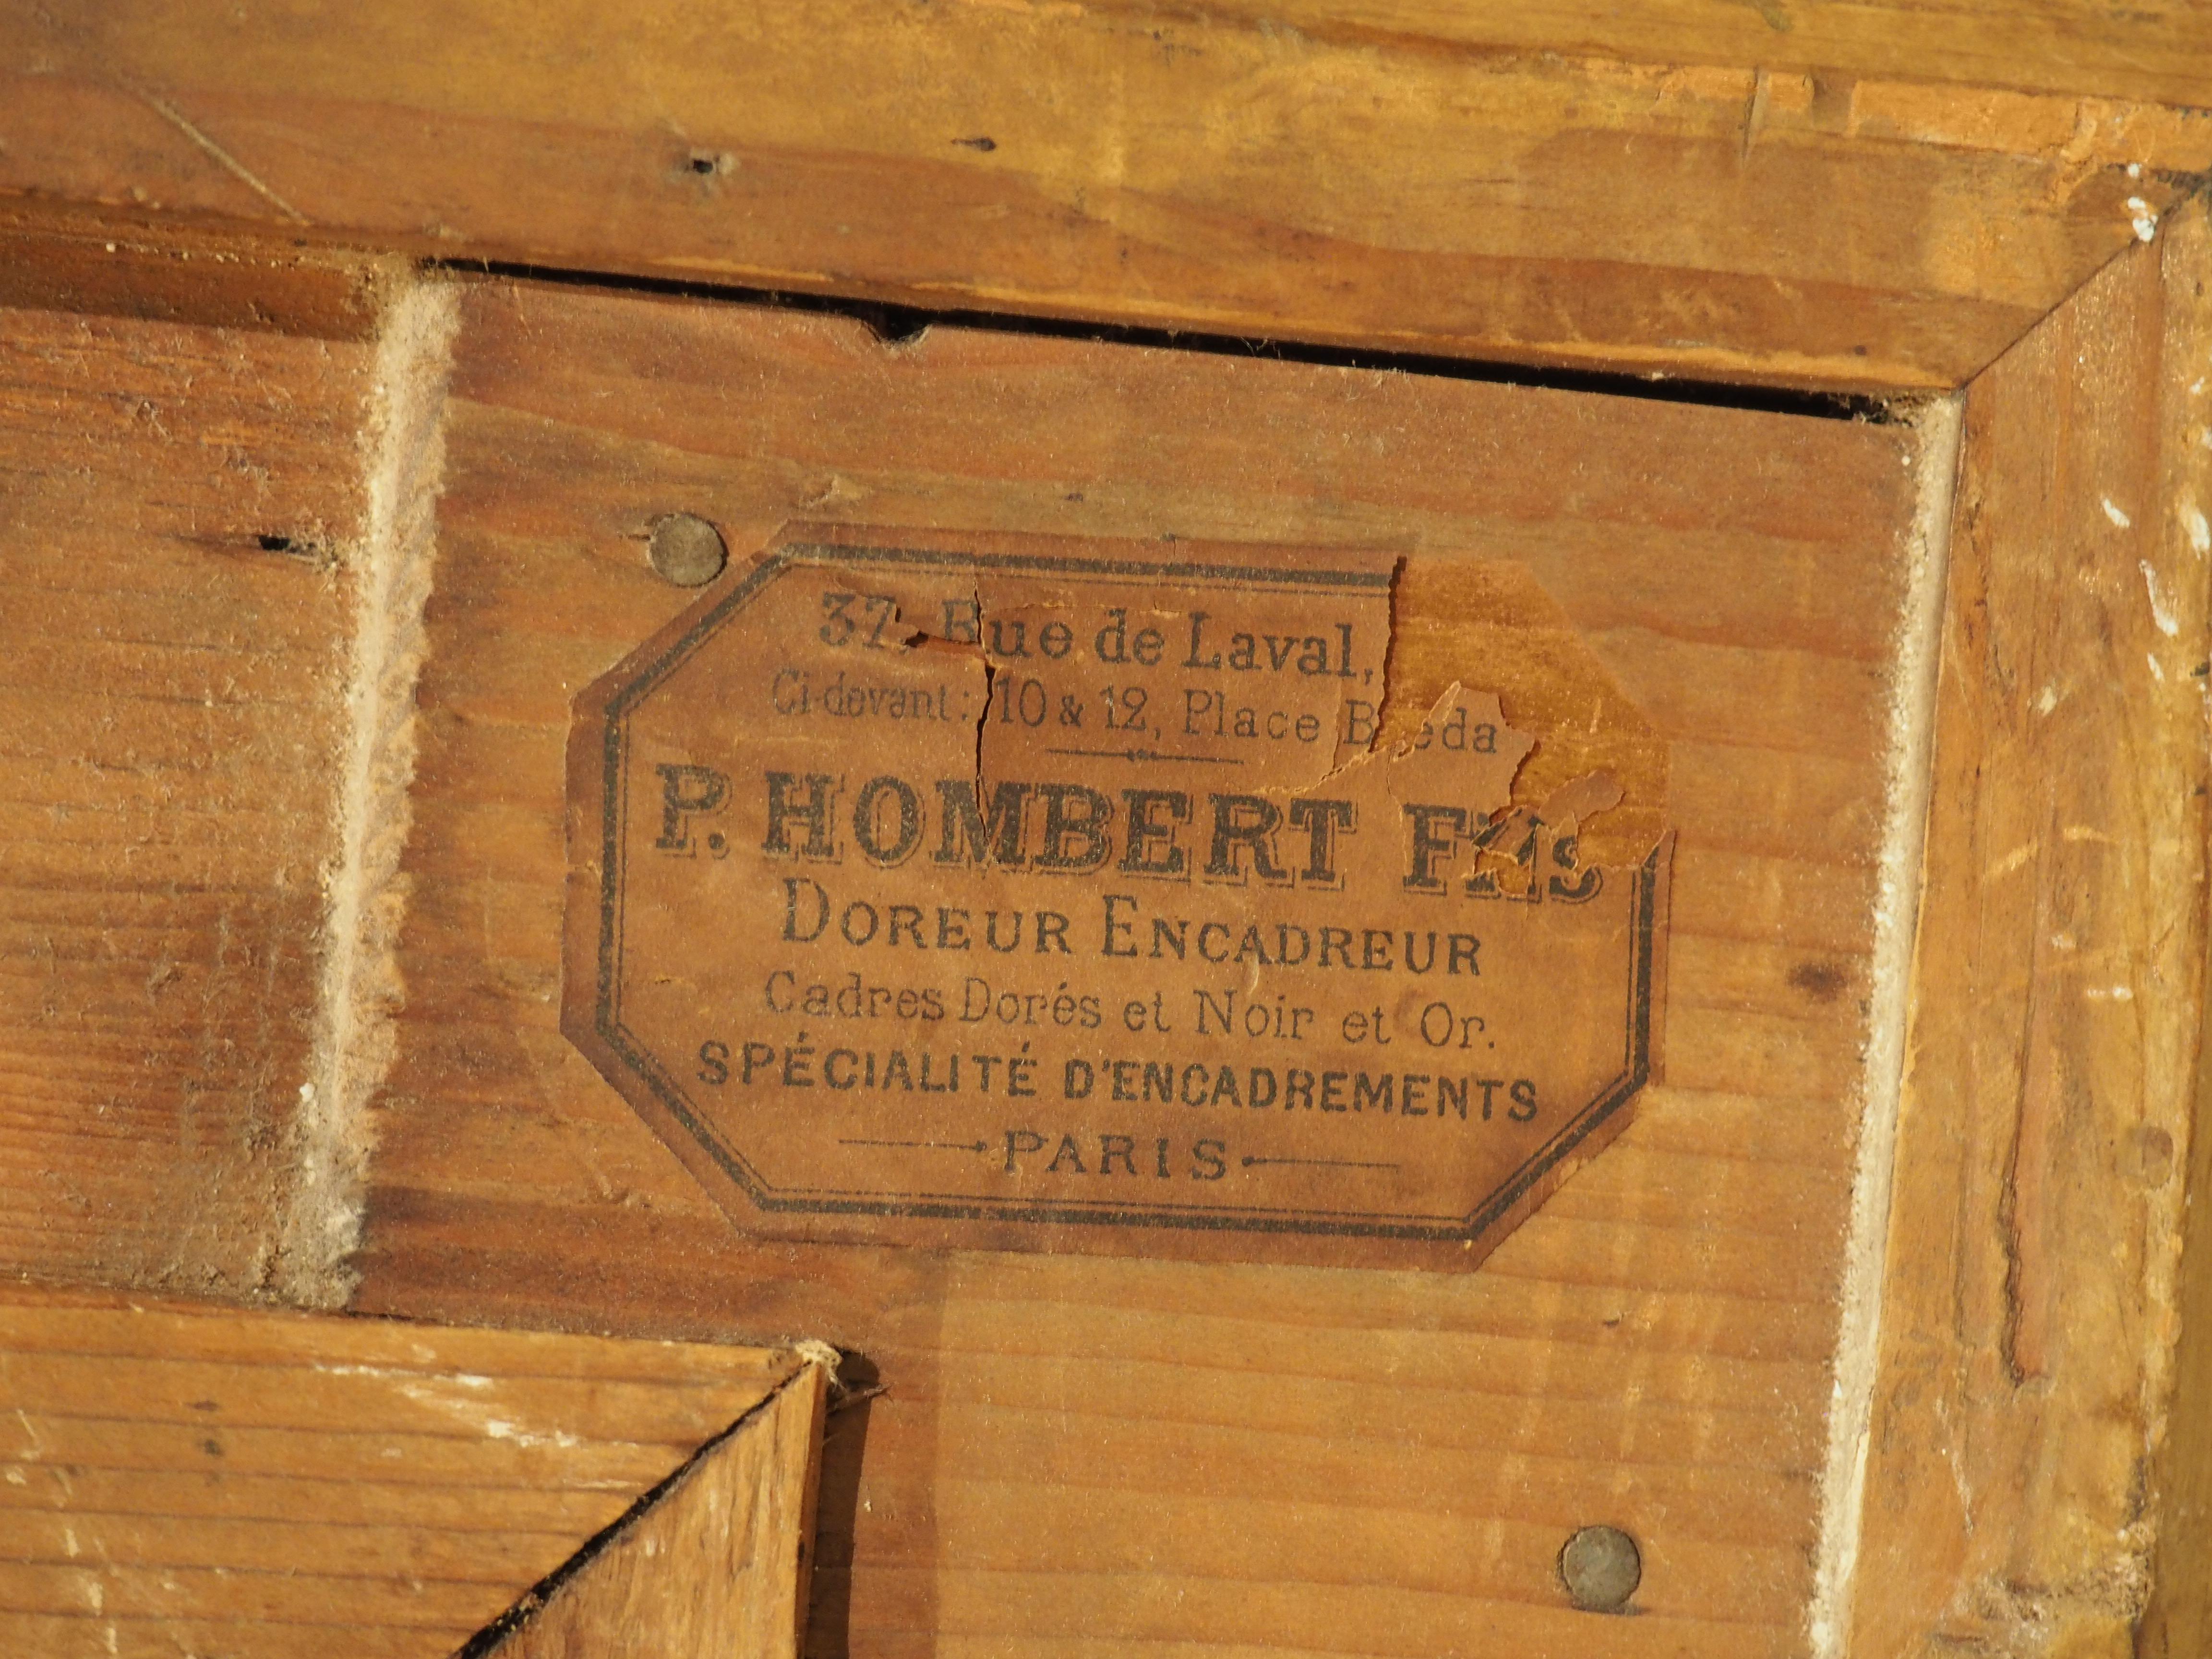 37, Rue de Laval,
Ci-devant: 10 & 12, Place Breda
P. HOMBERT FILS
DOREUR ENCADREUR
Cadres Dorés et Noir et Or.
SPÉCIALITÉ D'ENCADREMENTS
PARIS